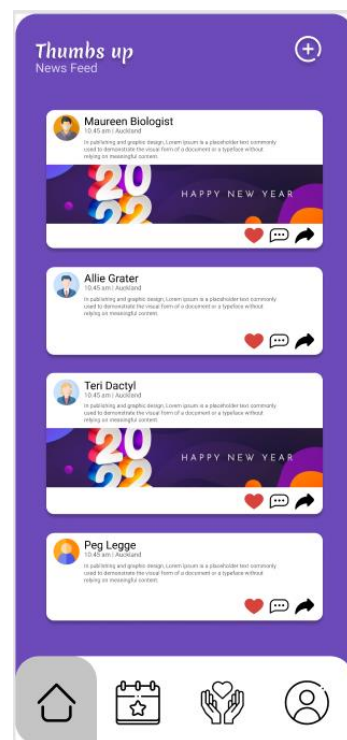 Thumbs up
News Feed
Maureen Biologist
10:45 am | Auckland
In publishing and graphic design, Lorem ipsum is a placeholder text commonly
used to demonstrate the visual form of a document or a typeface without
relying on meaningful content.
2022
HAPPY NEW YEAR
Allie Grater
10:45 am | Auckland
In publishing and graphic design, Lorem ipsum is a placeholder text commonly
used to demonstrate the visual form of a document or a typeface without
relying on meaningful content.
Teri Dactyl
10:45 am | Auckland
In publishing and graphic design, Lorem ipsum is a placeholder text commonly
used to demonstrate the visual form of a document or a typeface without
relying on meaningful content.
2022
HAPPY NEW YEAR
Peg Legge
10:45 am | Auckland
In publishing and graphic design, Lorem ipsum is a placeholder text commonly
used to demonstrate the visual form of a document or a typeface without
relying on meaningful content.